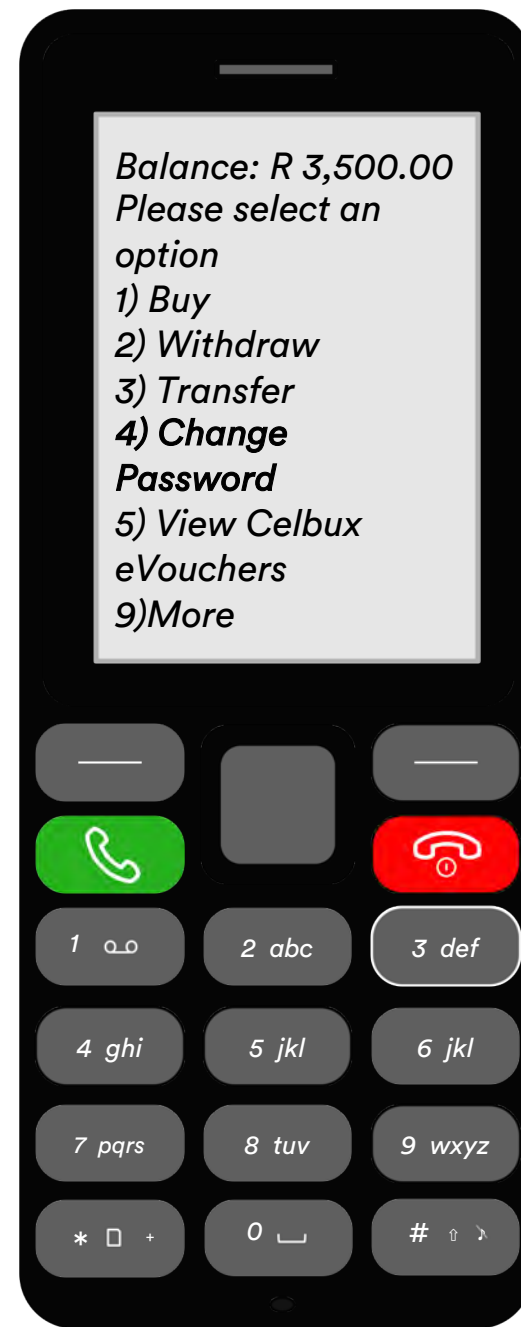 Balance: R 3,500.00
Please select an
option
1) Buy
2) Withdraw
3) Transfer
4) Change
Password
5) View Celbux
eVouchers
9)More
1
2 abc
3 def
4 ghi
5 jkl
6 jkl
7 pqrs
8 tuv
9 wxyz
* +
0
#